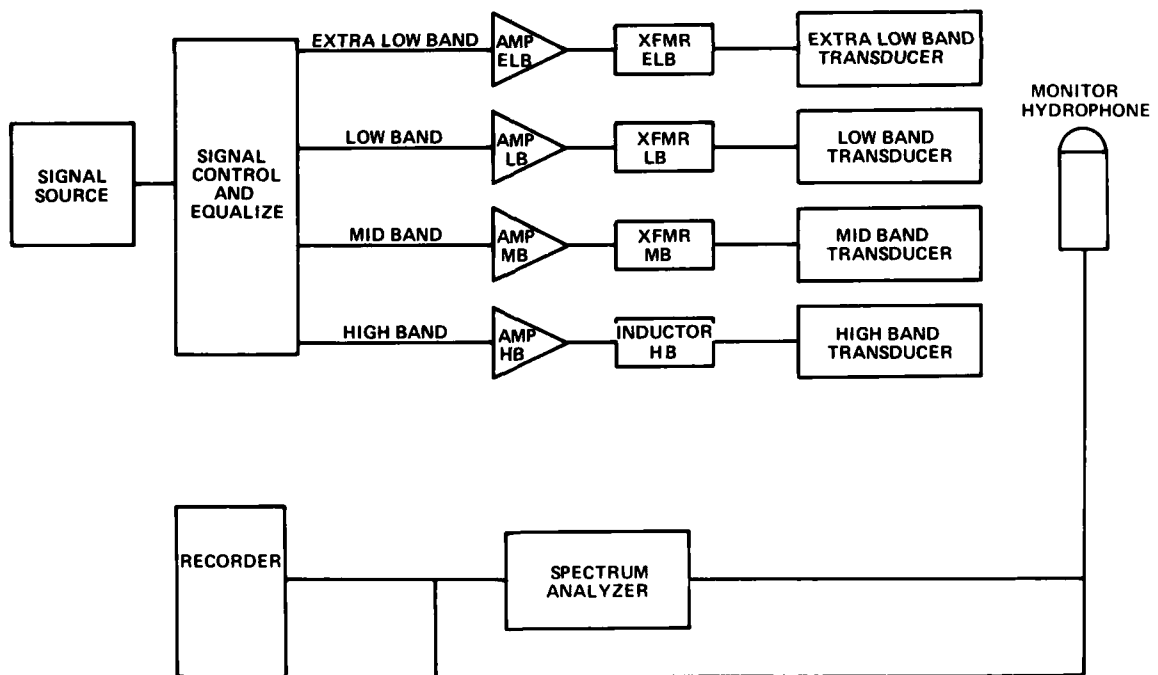 SIGNAL
SOURCE
SIGNAL
CONTROL
AND
EQUALIZE
EXTRA LOW BAND
AMP
ELB
XFMR
ELB
EXTRA LOW BAND
TRANSDUCER
LOW BAND
AMP
LB
XFMR
LB
LOW BAND
TRANSDUCER
MID BAND
AMP
MB
XFMR
MB
MID BAND
TRANSDUCER
HIGH BAND
AMP
HB
INDUCTOR
HB
HIGH BAND
TRANSDUCER
MONITOR
HYDROPHONE
RECORDER
SPECTRUM
ANALYZER